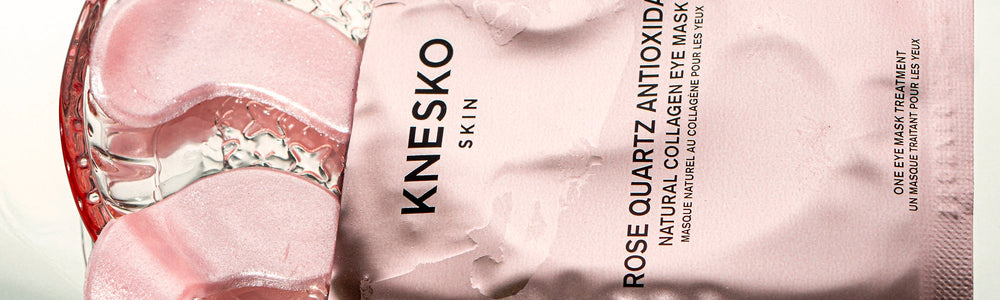 KNESKO
SKIN
ROSE QUARTZ ANTIOXIDA
NATURAL COLLAGEN EYE MASK
MASQUE NATUREL AU COLLAGÈNE POUR LES YEUX
ONE EYE MASK TREATMENT
UN MASQUE TRAITANT POUR LES YEUX